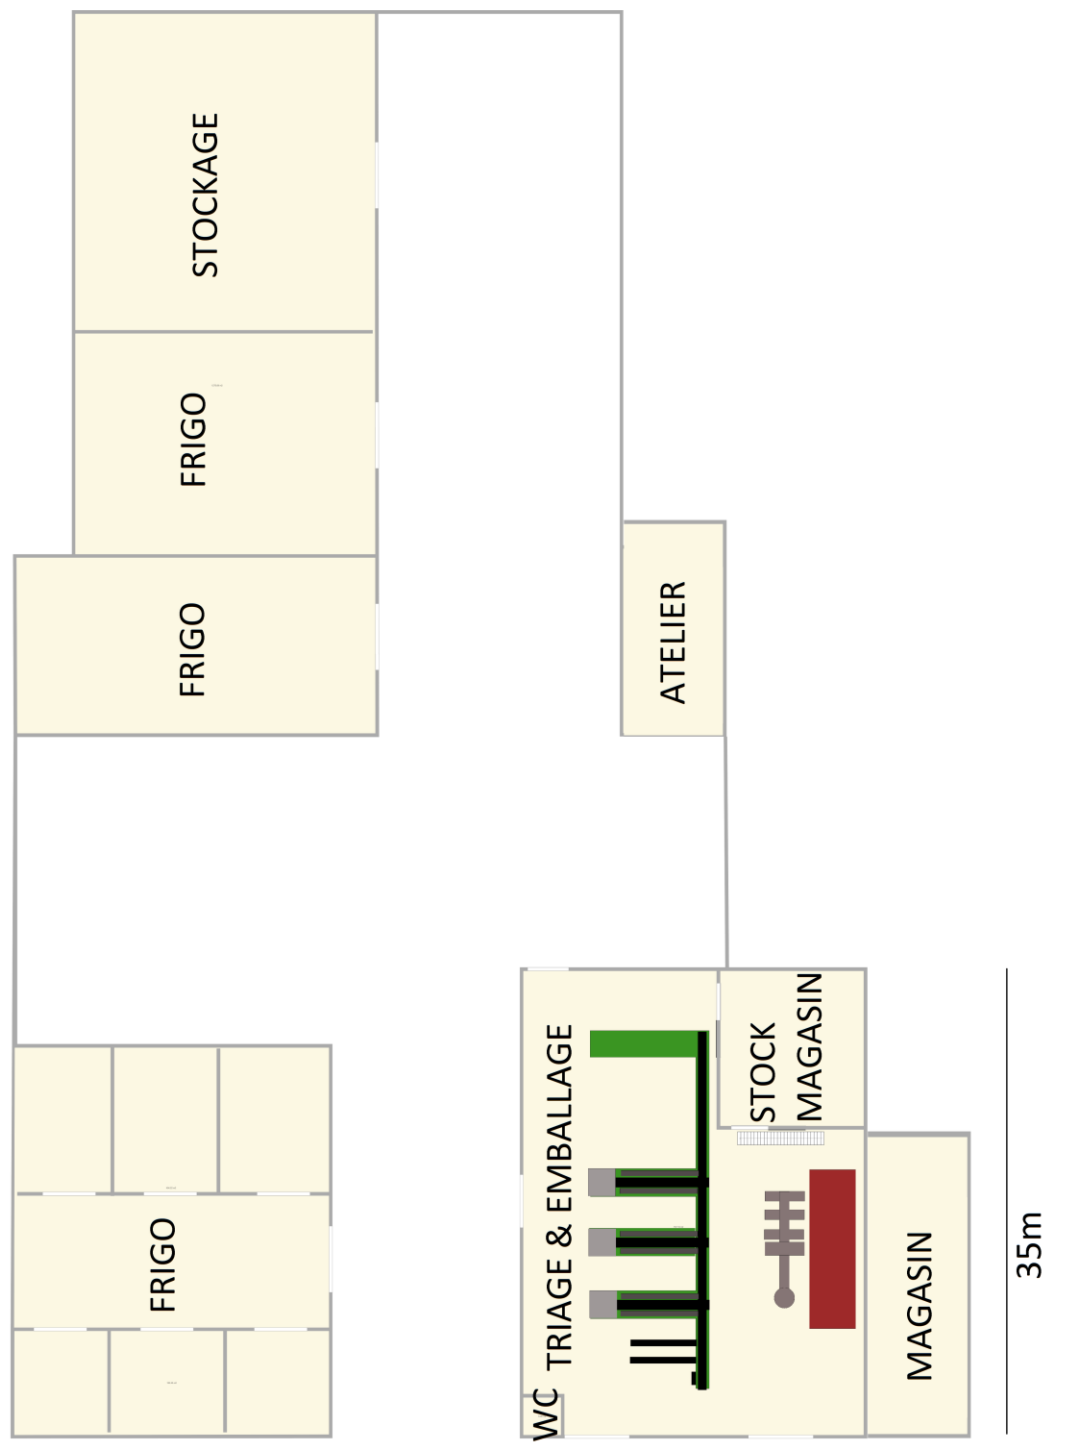 STOCKAGE
FRIGO
FRIGO
ATELIER
FRIGO
WC
TRIAGE & EMBALLAGE
STOCK
MAGASIN
MAGASIN
35m